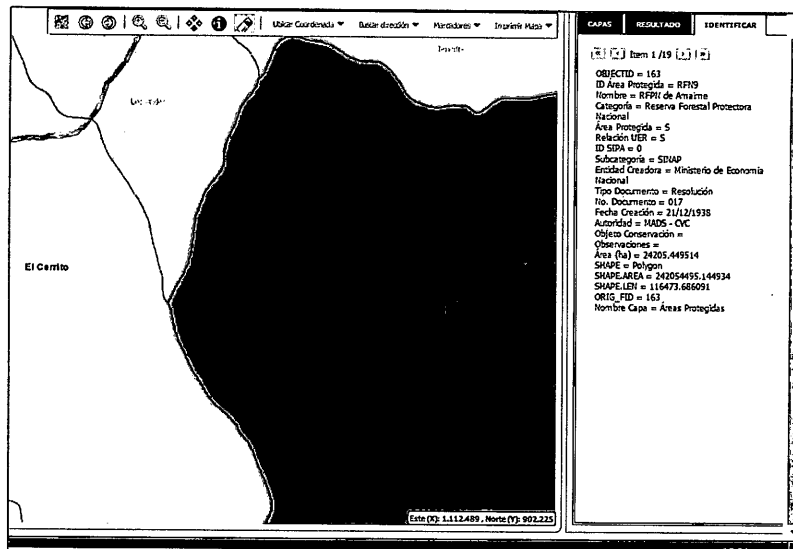 Ubicar Coordenada Buscar dirección Marcadores Imprimir Mapa
CAPAS RESULTADO IDENTIFICAR
Item 1 /19
OBJECTID = 163
ID Área Protegida = RFN9
Nombre = RFPN de Amaime
Categoría = Reserva Forestal Protectora
Nacional
Área Protegida = S
Relación UER = S
ID SIPA = 0
Subcategoría = SINAP
Entidad Creadora = Ministerio de Economía
Nacional
Tipo Documento = Resolución
No. Documento = 017
Fecha Creación = 21/12/1938
Autoridad = MADS - CVC
Objeto Conservación =
Observaciones =
Área (ha) = 24205.449514
SHAPE = Polygon
SHAPE.AREA = 242054495.144934
SHAPE.LEN = 116473.686091
ORIG_FID = 163
Nombre Capa = Áreas Protegidas
El Cerrito
Este (X): 1.112.489 , Norte (Y): 902.225